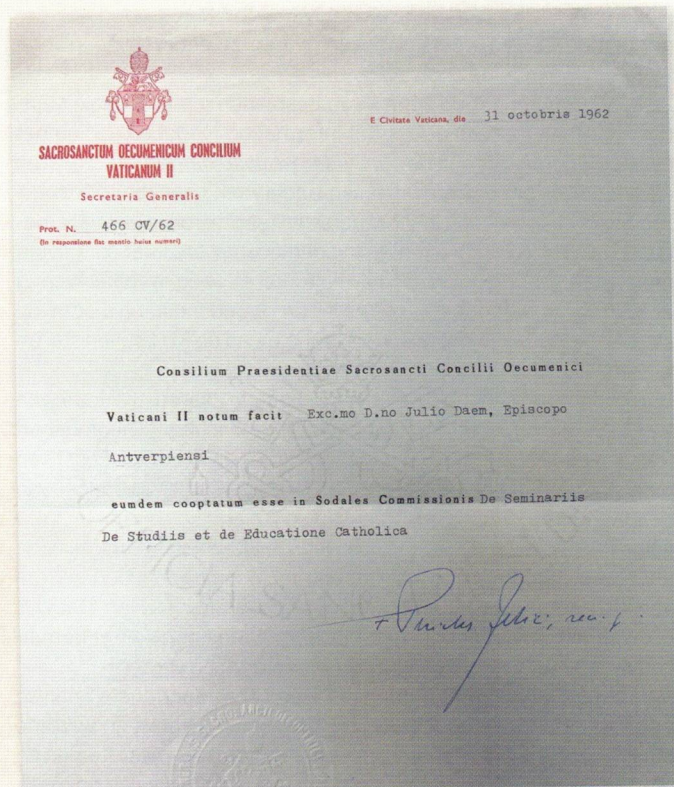 SACROSANCTUM OECUMENICUM CONCILIUM
VATICANUM II
Secretaria Generalis
Prot. N. 466 CV/62
(In responsione fiat mentio huius numeri)
E Civitate Vaticana, die 31 octobris 1962
Consilium Praesidentiae Sacrosancti Concilii Oecumenici
Vaticani II notum facit Exc.mo D.no Julio Daem, Episcopo
Antverpiensi
eumdem cooptatum esse in Sodales Commissionis De Seminariis
De Studiis et de Educatione Catholica